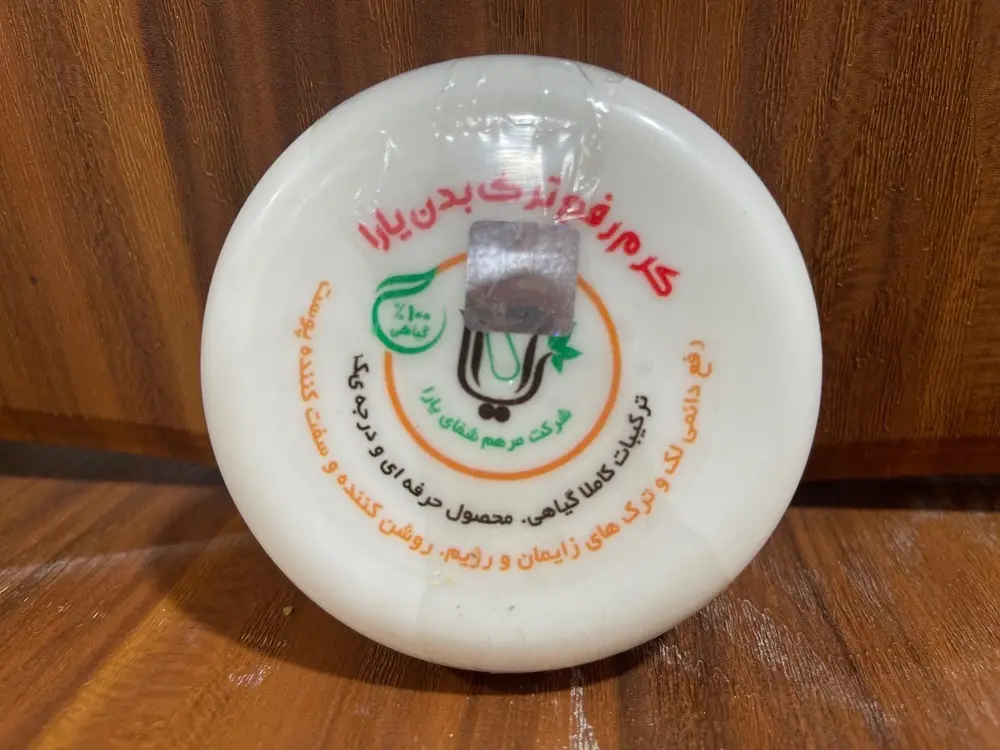 کرم رفع ترک بدن یارا
٪۱۰۰
گیاهی
شرکت مرهم شفای یارا
ترکیبات کاملا گیاهی. محصول حرفه ای و درجه یک
رفع دائمی لک و ترک های زایمان و رژیم. روشن کننده و سفت کننده پوست